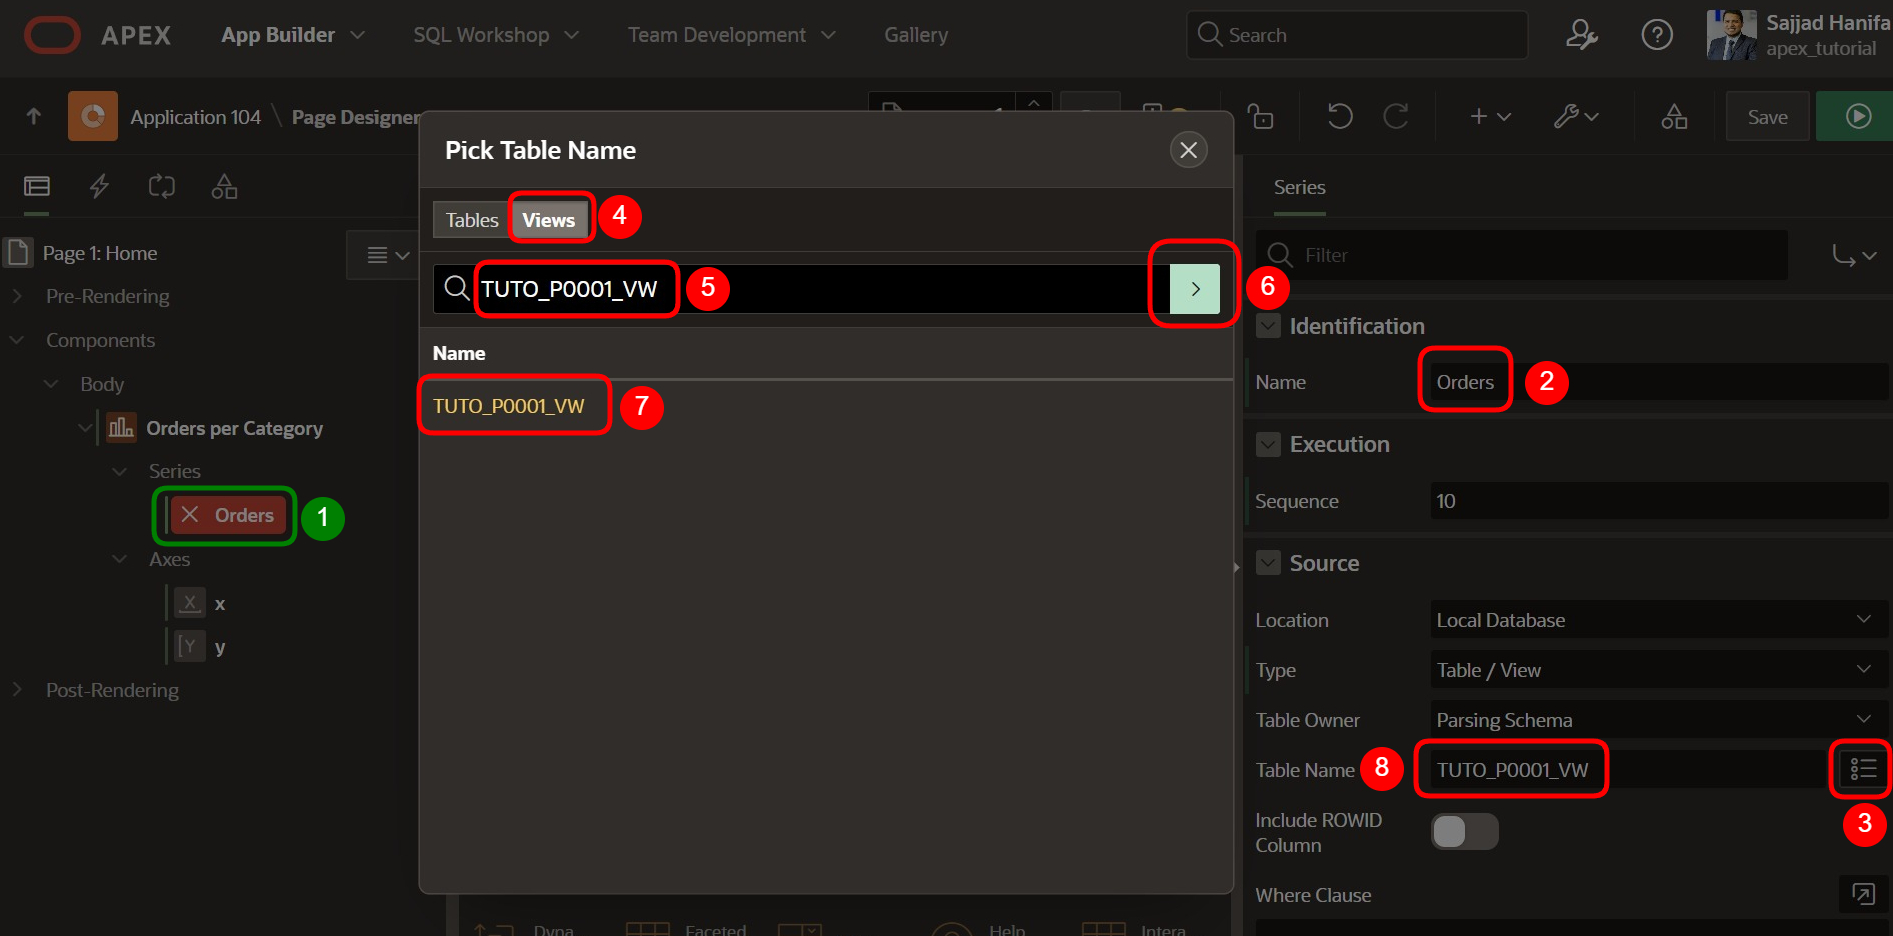 APEX
App Builder
SQL Workshop
Team Development
Gallery
Search
Sajjad Hanifa
apex_tutorial
Application 104 \ Page Designer
Save
Page 1: Home
Pre-Rendering
Components
Body
Orders per Category
Series
Orders
1
Axes
X x
Y y
Post-Rendering
Pick Table Name
Tables
Views
4
TUTO_P0001_VW
5
6
Name
TUTO_P0001_VW
7
Series
Filter
Identification
Name
Orders
2
Execution
Sequence
10
Source
Location
Local Database
Type
Table / View
Table Owner
Parsing Schema
Table Name
8
TUTO_P0001_VW
3
Include ROWID
Column
Where Clause
Dyna
Faceted
Help
Intera